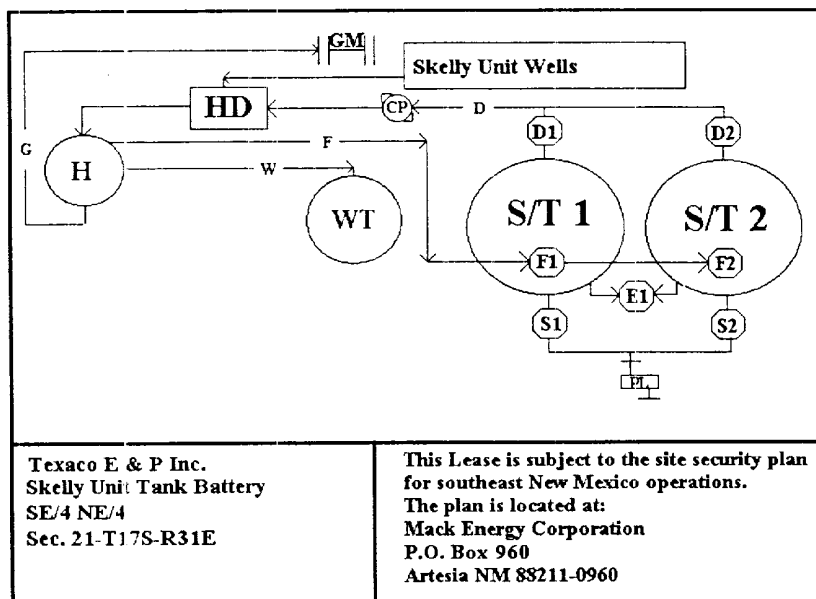 GM
Skelly Unit Wells
HD
CP
D
D1
D2
G
H
F
W
WT
S/T 1
S/T 2
F1
F2
E1
S1
S2
PL
Texaco E & P Inc.
Skelly Unit Tank Battery
SE/4 NE/4
Sec. 21-T17S-R31E
This Lease is subject to the site security plan
for southeast New Mexico operations.
The plan is located at:
Mack Energy Corporation
P.O. Box 960
Artesia NM 88211-0960